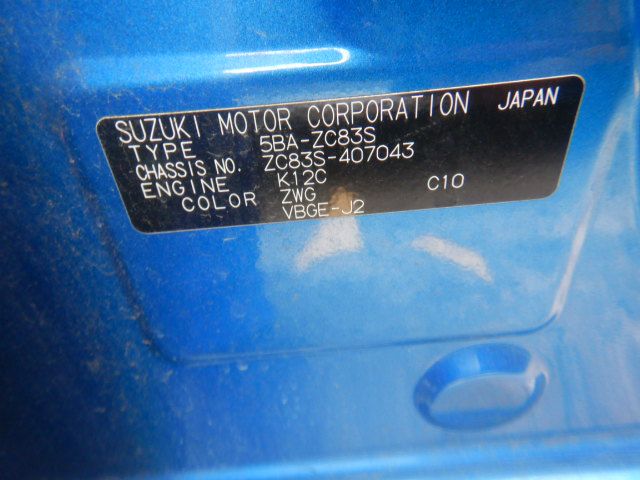 SUZUKI MOTOR CORPORATION JAPAN
TYPE 5BA-ZC83S
CHASSIS NO. ZC83S-407043
ENGINE K12C C10
COLOR ZWG
VBGE-J2